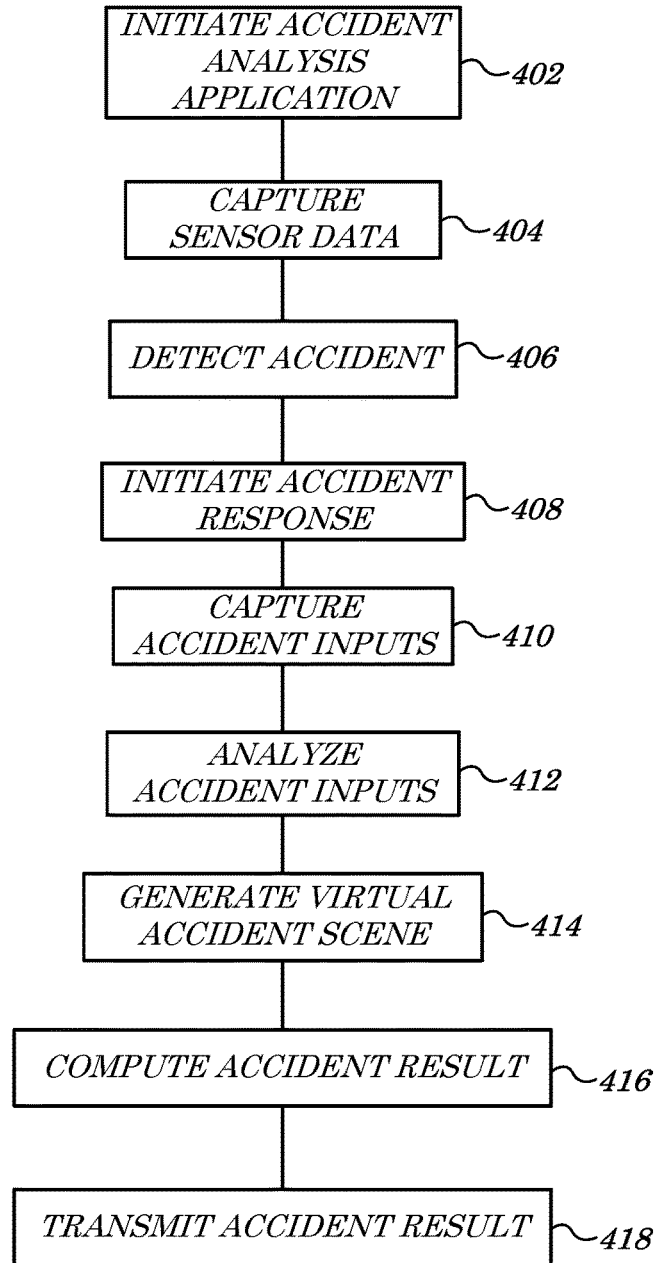 INITIATE ACCIDENT
ANALYSIS
APPLICATION
402
CAPTURE
SENSOR DATA
404
DETECT ACCIDENT
406
INITIATE ACCIDENT
RESPONSE
408
CAPTURE
ACCIDENT INPUTS
410
ANALYZE
ACCIDENT INPUTS
412
GENERATE VIRTUAL
ACCIDENT SCENE
414
COMPUTE ACCIDENT RESULT
416
TRANSMIT ACCIDENT RESULT
418